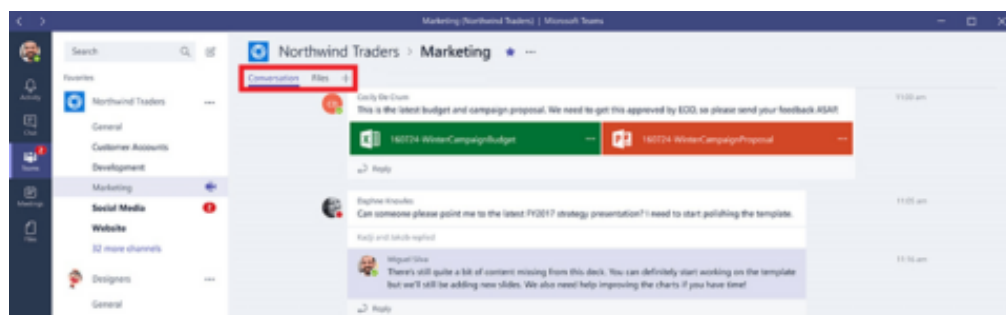 Marketing (Northwind Traders) | Microsoft Teams
Search
Northwind Traders > Marketing
Favorites
Conversation Files +
Activity
Northwind Traders
Cecily De Crum
11:00 am
This is the latest budget and campaign proposal. We need to get this approved by EOD, so please send your feedback ASAP.
General
Chat
160724-WinterCampaignBudget
160724-WinterCampaignProposal
Customer Accounts
2
Teams
Development
Reply
Marketing
Meetings
Daphne Knowles
11:05 am
Social Media
Can someone please point me to the latest FY2017 strategy presentation? I need to start polishing the template.
Website
Files
Kadji and Jakob replied
32 more channels
Miguel Silva
11:16 am
There's still quite a bit of content missing from this deck. You can definitely start working on the template
but we'll still be adding new slides. We also need help improving the charts if you have time!
Designers
General
Reply